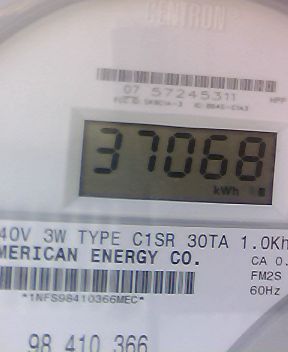 CENTRON
07 57245311
37068
kWh
40V 3W TYPE C1SR 30TA 1.0Kh
MERICAN ENERGY CO.
CA 0.
FM2S
60Hz
*1NFS98410366MEC*
98 410 366